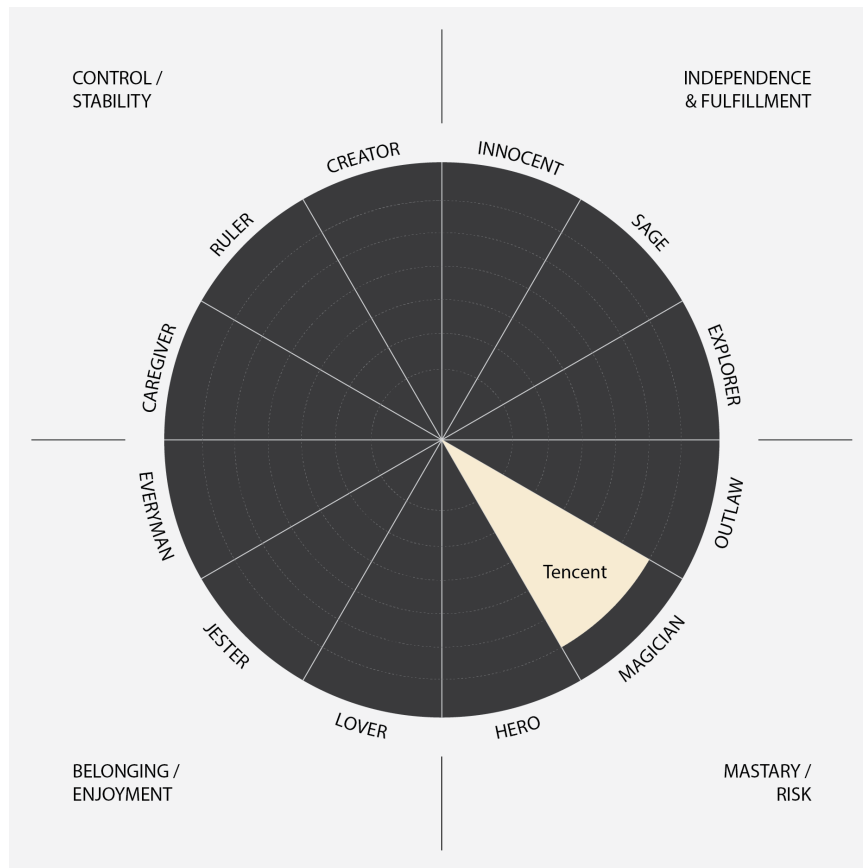 CONTROL /
STABILITY
INDEPENDENCE
& FULFILLMENT
CREATOR
INNOCENT
RULER
SAGE
CAREGIVER
EXPLORER
EVERYMAN
OUTLAW
Tencent
JESTER
MAGICIAN
LOVER
HERO
BELONGING /
ENJOYMENT
MASTARY /
RISK